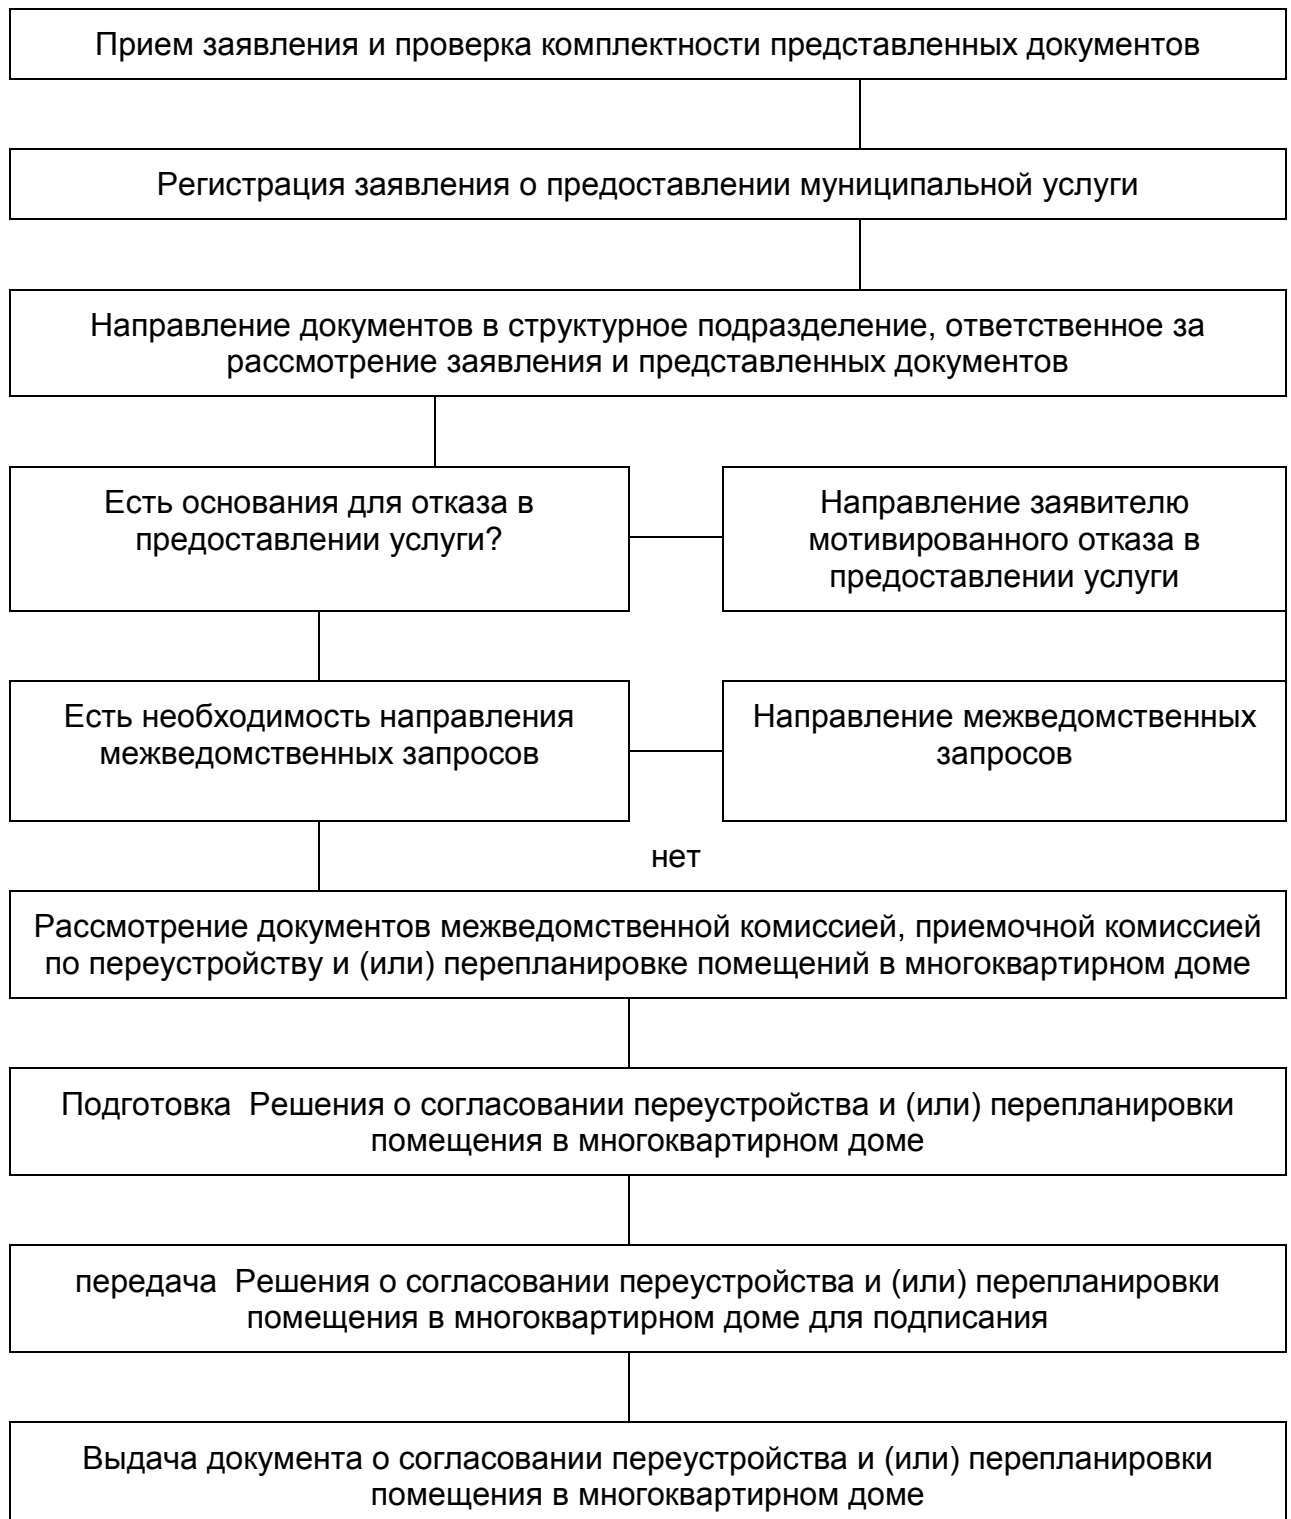 Прием заявления и проверка комплектности представленных документов
Регистрация заявления о предоставлении муниципальной услуги
Направление документов в структурное подразделение, ответственное за
рассмотрение заявления и представленных документов
Есть основания для отказа в
предоставлении услуги?
Направление заявителю
мотивированного отказа в
предоставлении услуги
Есть необходимость направления
межведомственных запросов
Направление межведомственных
запросов
нет
Рассмотрение документов межведомственной комиссией, приемочной комиссией
по переустройству и (или) перепланировке помещений в многоквартирном доме
Подготовка  Решения о согласовании переустройства и (или) перепланировки
помещения в многоквартирном доме
передача  Решения о согласовании переустройства и (или) перепланировки
помещения в многоквартирном доме для подписания
Выдача документа о согласовании переустройства и (или) перепланировки
помещения в многоквартирном доме